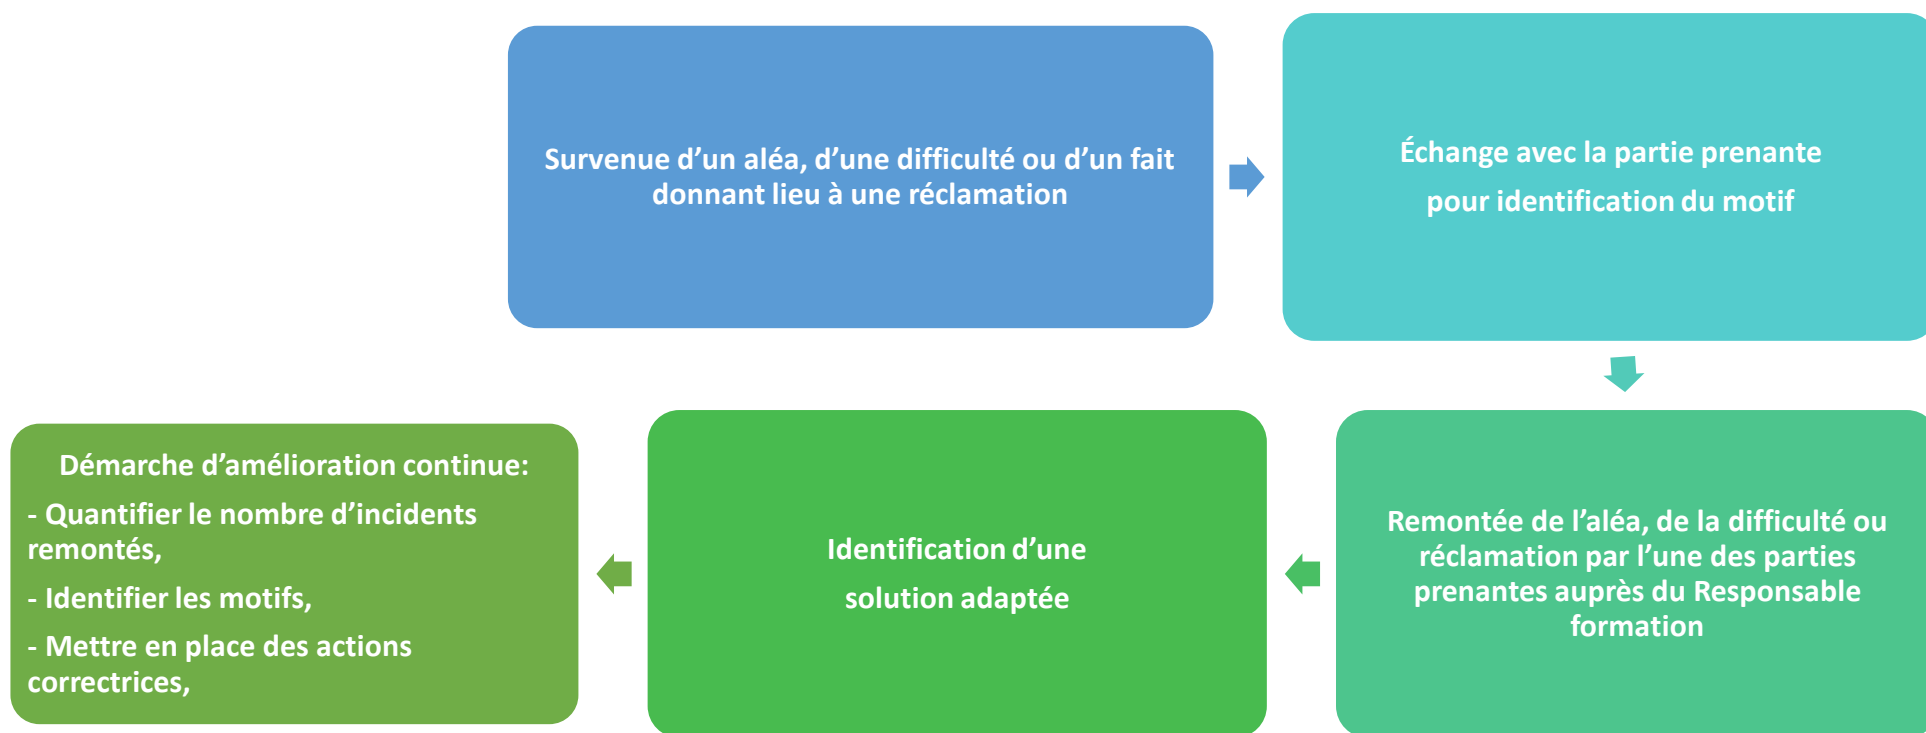 Survenue d’un aléa, d’une difficulté ou d’un fait
donnant lieu à une réclamation
Échange avec la partie prenante
pour identification du motif
Remontée de l’aléa, de la difficulté ou
réclamation par l’une des parties
prenantes auprès du Responsable
formation
Identification d’une
solution adaptée
Démarche d’amélioration continue:
- Quantifier le nombre d’incidents
remontés,
- Identifier les motifs,
- Mettre en place des actions
correctrices,